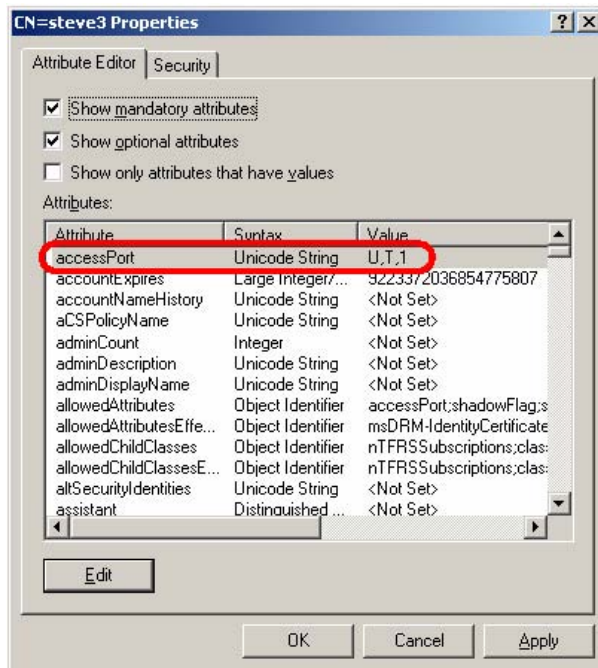 CN=steve3 Properties
Attribute Editor Security
Show mandatory attributes
Show optional attributes
Show only attributes that have values
Attributes:
Attribute Syntax Value
accessPort Unicode String U,T,1
accountExpires Large Integer/... 9223372036854775807
accountNameHistory Unicode String <Not Set>
aCSPolicyName Unicode String <Not Set>
adminCount Integer <Not Set>
adminDescription Unicode String <Not Set>
adminDisplayName Unicode String <Not Set>
allowedAttributes Object Identifier accessPort;shadowFlag;s
allowedAttributesEffe... Object Identifier msDRM-IdentityCertificate
allowedChildClasses Object Identifier nTFRSSubscriptions;clas
allowedChildClassesE... Object Identifier nTFRSSubscriptions;clas
altSecurityIdentities Unicode String <Not Set>
assistant Distinguished ... <Not Set>
Edit
OK Cancel Apply